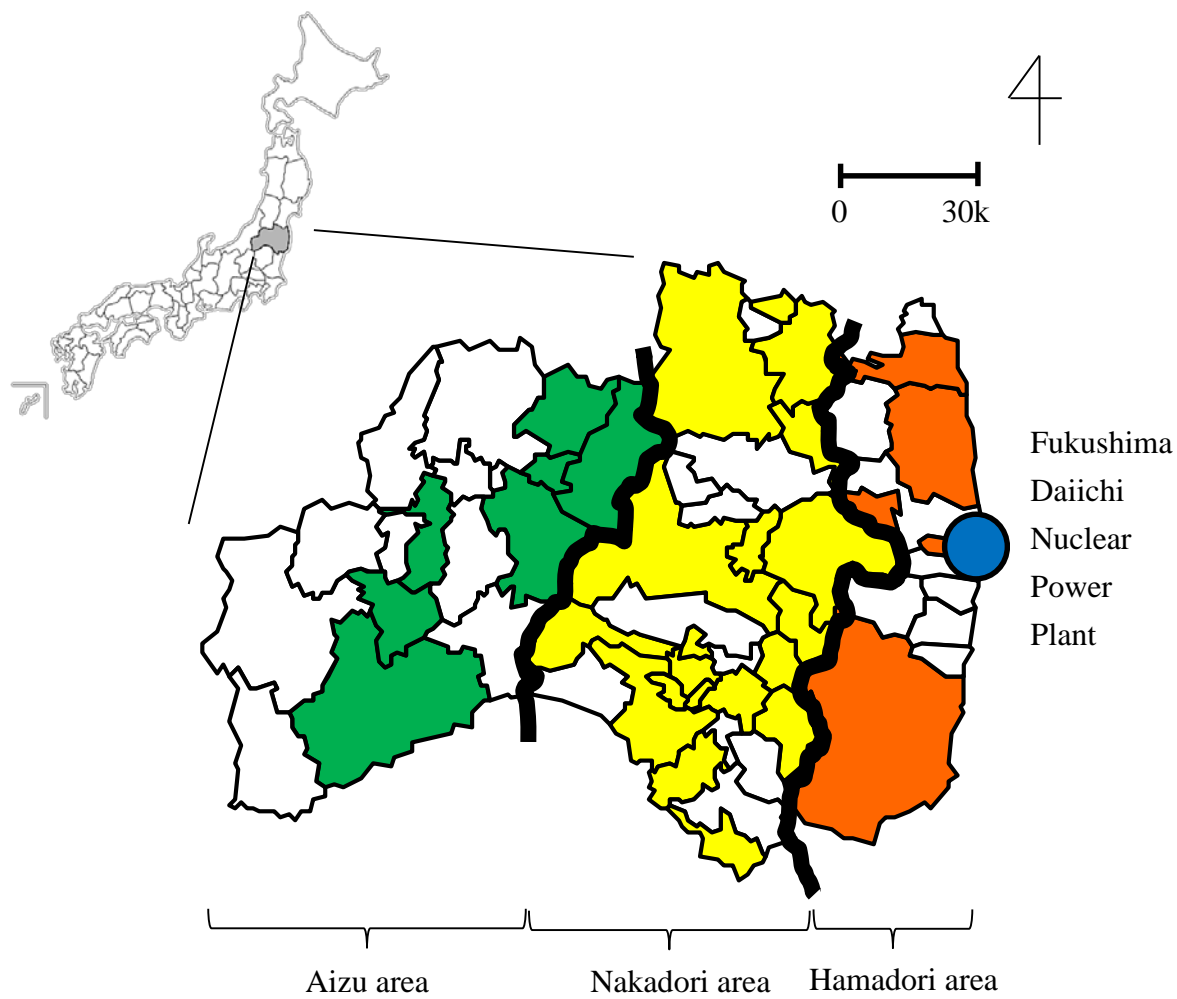 0 30k
Fukushima
Daiichi
Nuclear
Power
Plant
Aizu area Nakadori area Hamadori area